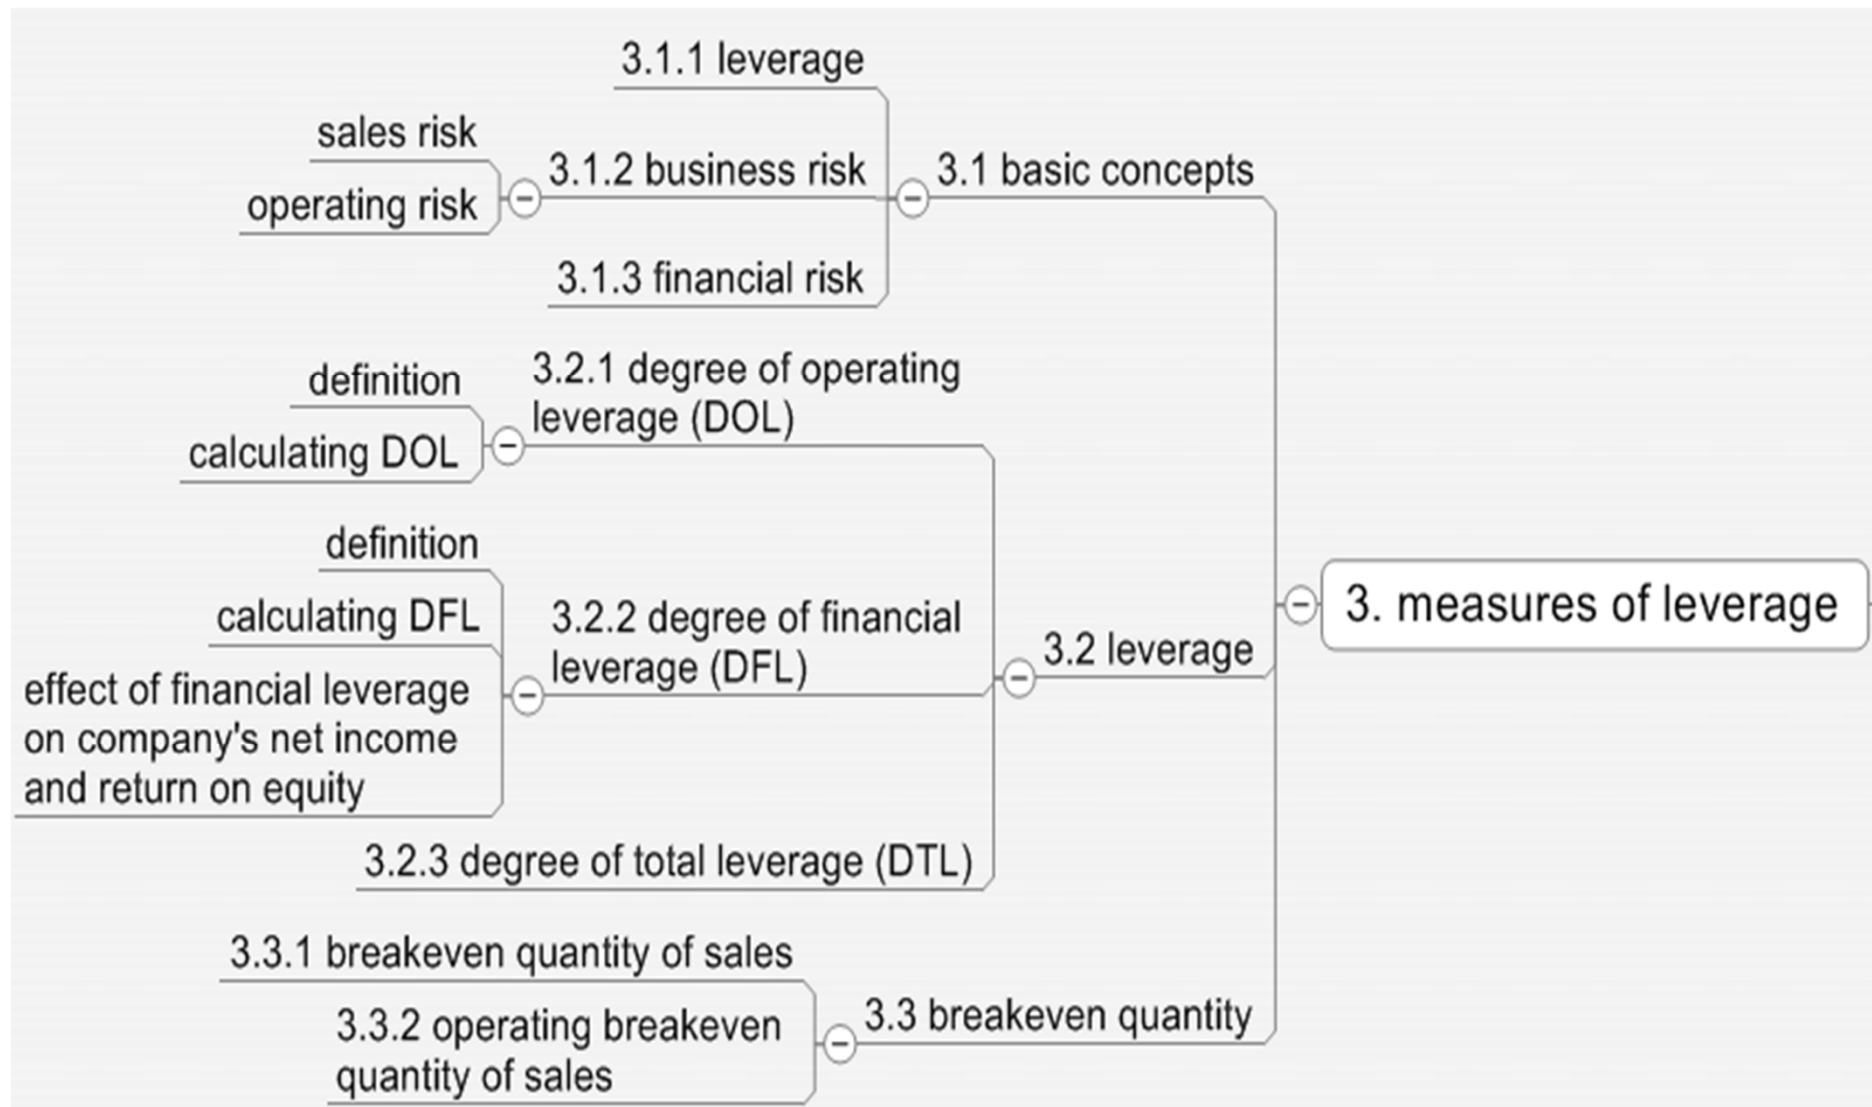 3. measures of leverage
3.1 basic concepts
3.1.1 leverage
3.1.2 business risk
sales risk
operating risk
3.1.3 financial risk
3.2 leverage
3.2.1 degree of operating
leverage (DOL)
definition
calculating DOL
3.2.2 degree of financial
leverage (DFL)
definition
calculating DFL
effect of financial leverage
on company's net income
and return on equity
3.2.3 degree of total leverage (DTL)
3.3 breakeven quantity
3.3.1 breakeven quantity of sales
3.3.2 operating breakeven
quantity of sales